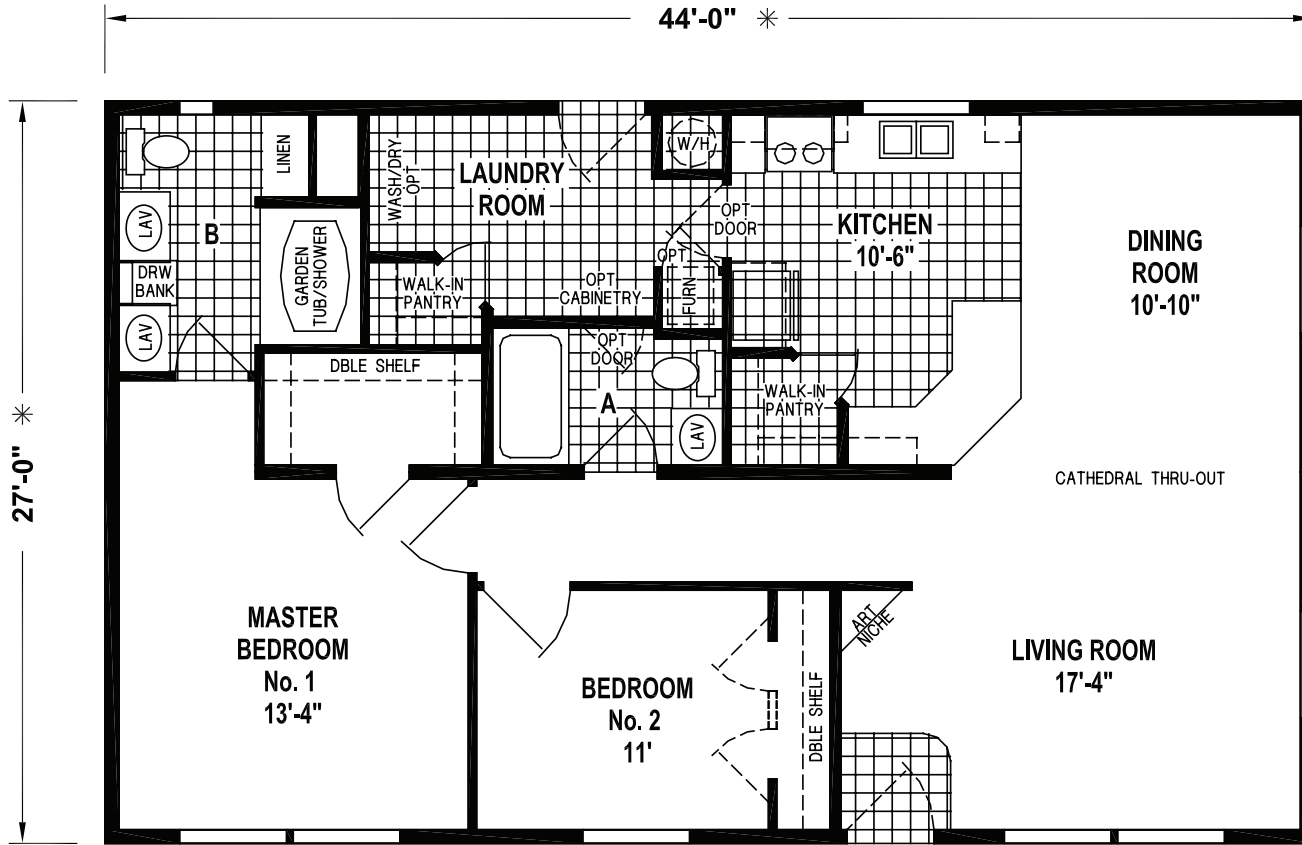 44'-0" ✳
27'-0" ✳
LINEN
WASH/DRY
OPT
LAUNDRY
ROOM
W/H
OPT
DOOR
KITCHEN
10'-6"
DINING
ROOM
10'-10"
LAV
B
DRW
BANK
LAV
GARDEN
TUB/SHOWER
WALK-IN
PANTRY
OPT
CABINETRY
OPT
FURN
DBLE SHELF
OPT
DOOR
A
LAV
WALK-IN
PANTRY
CATHEDRAL THRU-OUT
MASTER
BEDROOM
No. 1
13'-4"
BEDROOM
No. 2
11'
DBLE SHELF
ART
NICHE
LIVING ROOM
17'-4"